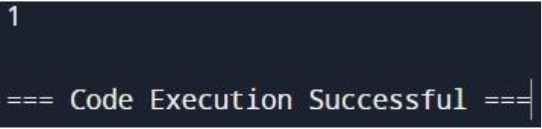 1
=== Code Execution Successful ===